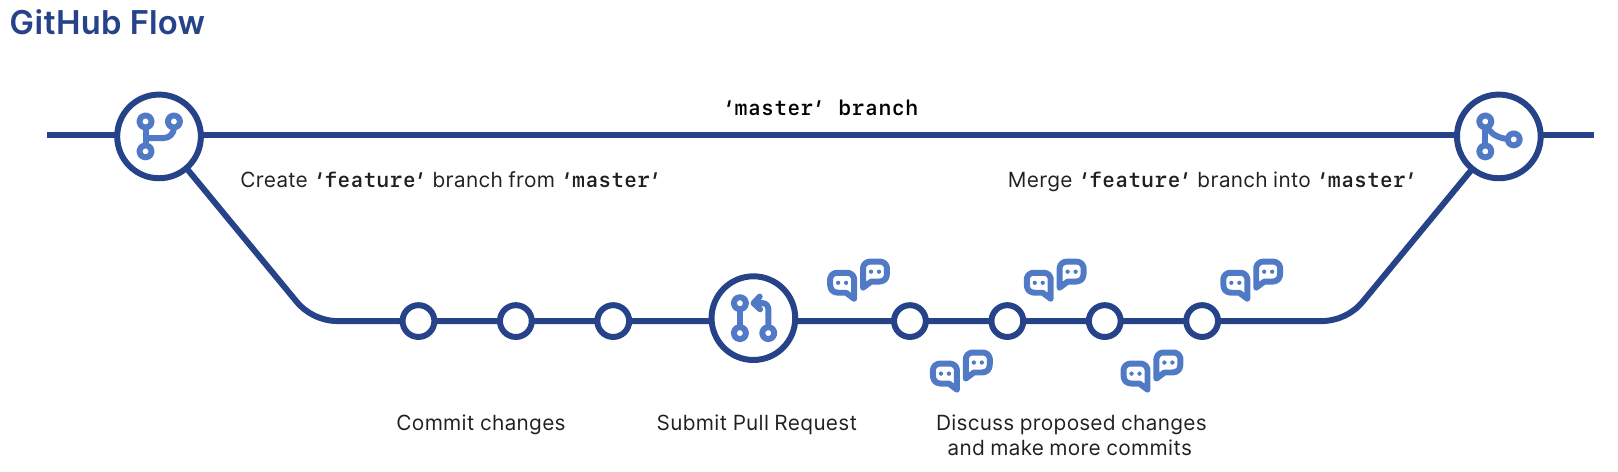 GitHub Flow
‘master‘ branch
Create ‘feature‘ branch from ‘master‘
Merge ‘feature‘ branch into ‘master‘
Commit changes
Submit Pull Request
Discuss proposed changes
and make more commits